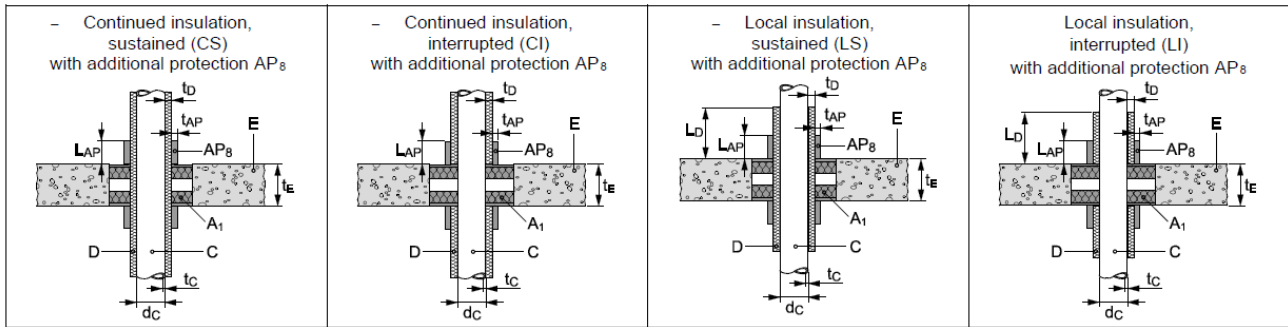 – Continued insulation,
sustained (CS)
with additional protection AP₈
– Continued insulation,
interrupted (CI)
with additional protection AP₈
– Local insulation,
sustained (LS)
with additional protection AP₈
Local insulation,
interrupted (LI)
with additional protection AP₈
tD
tAP
E
LAP
AP₈
tE
A₁
D
C
tC
dC
tD
tAP
E
LAP
AP₈
tE
A₁
D
C
tC
dC
tD
tAP
E
LD
LAP
AP₈
tE
A₁
D
C
tC
dC
tD
tAP
E
LD
LAP
AP₈
tE
A₁
D
C
tC
dC